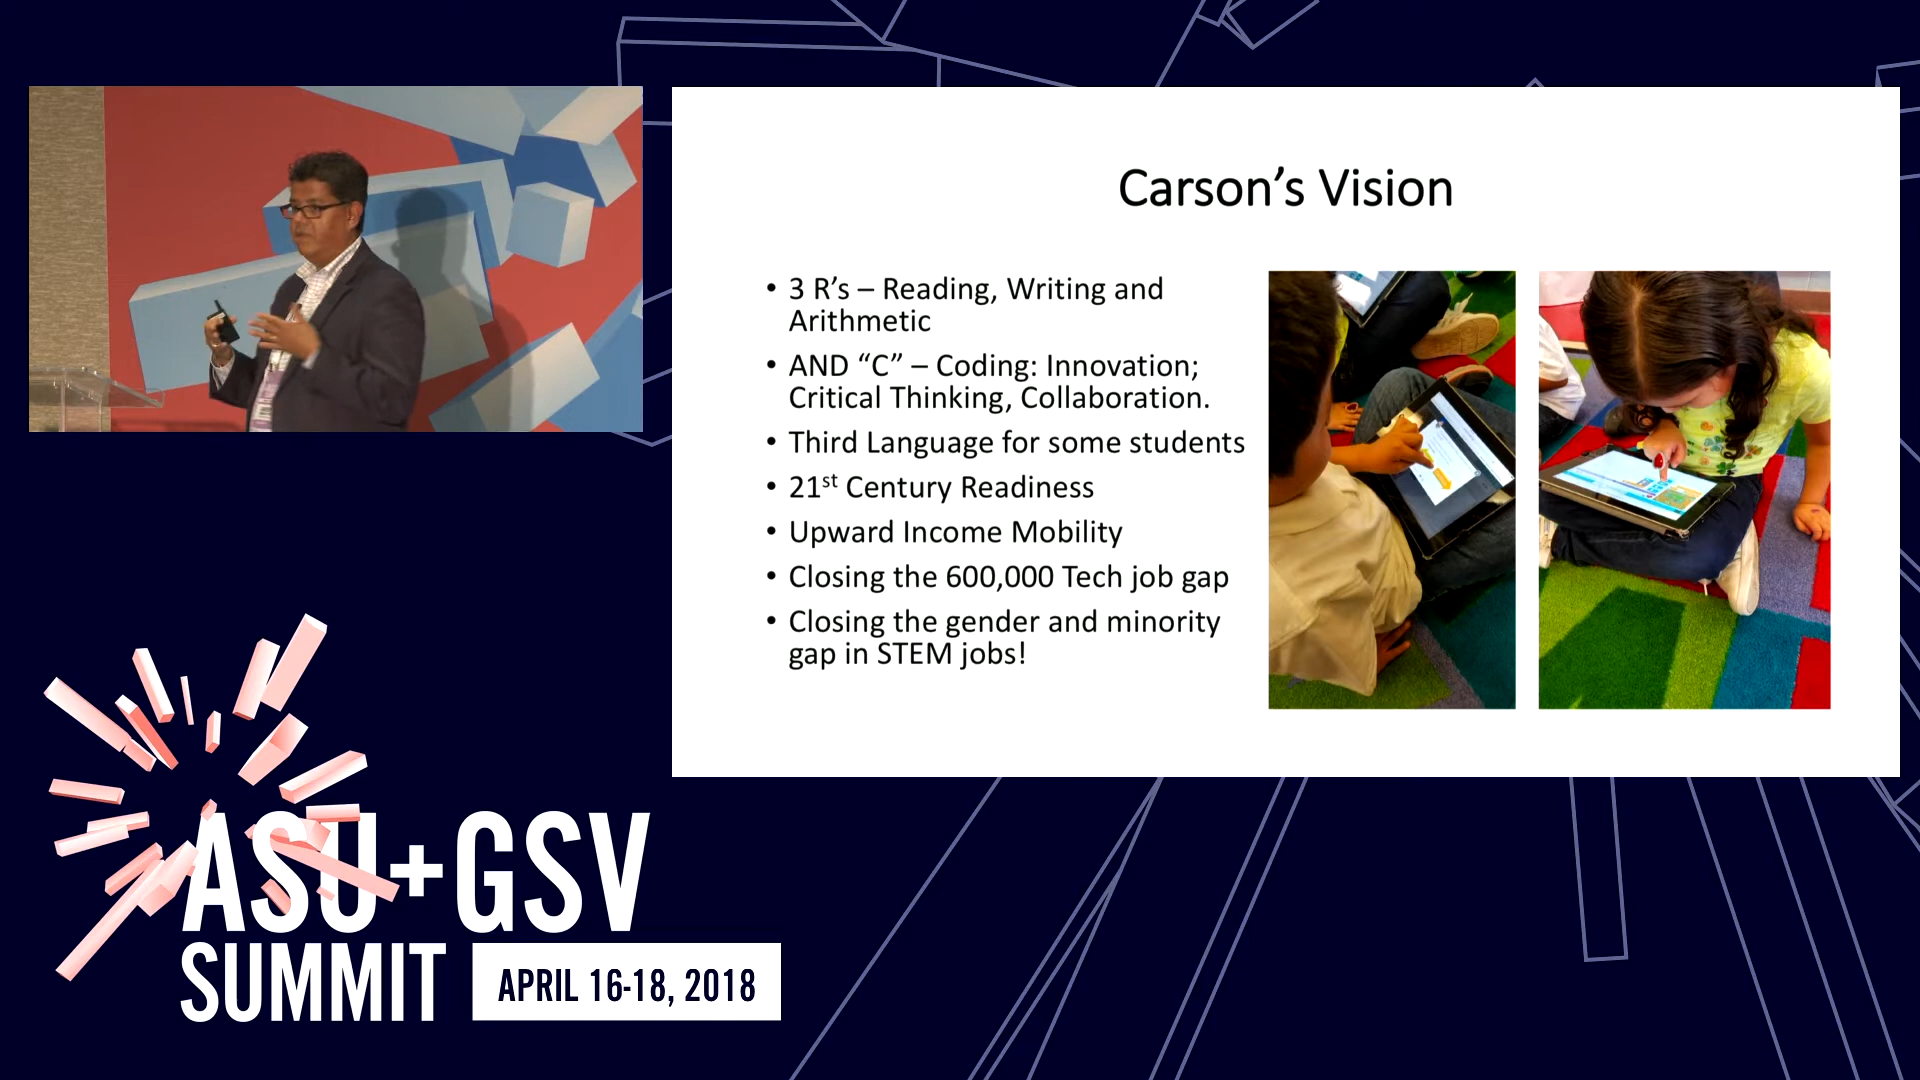 Carson’s Vision
• 3 R’s – Reading, Writing and
Arithmetic
• AND “C” – Coding: Innovation;
Critical Thinking, Collaboration.
• Third Language for some students
• 21st Century Readiness
• Upward Income Mobility
• Closing the 600,000 Tech job gap
• Closing the gender and minority
gap in STEM jobs!
ASU+GSV
SUMMIT
APRIL 16-18, 2018